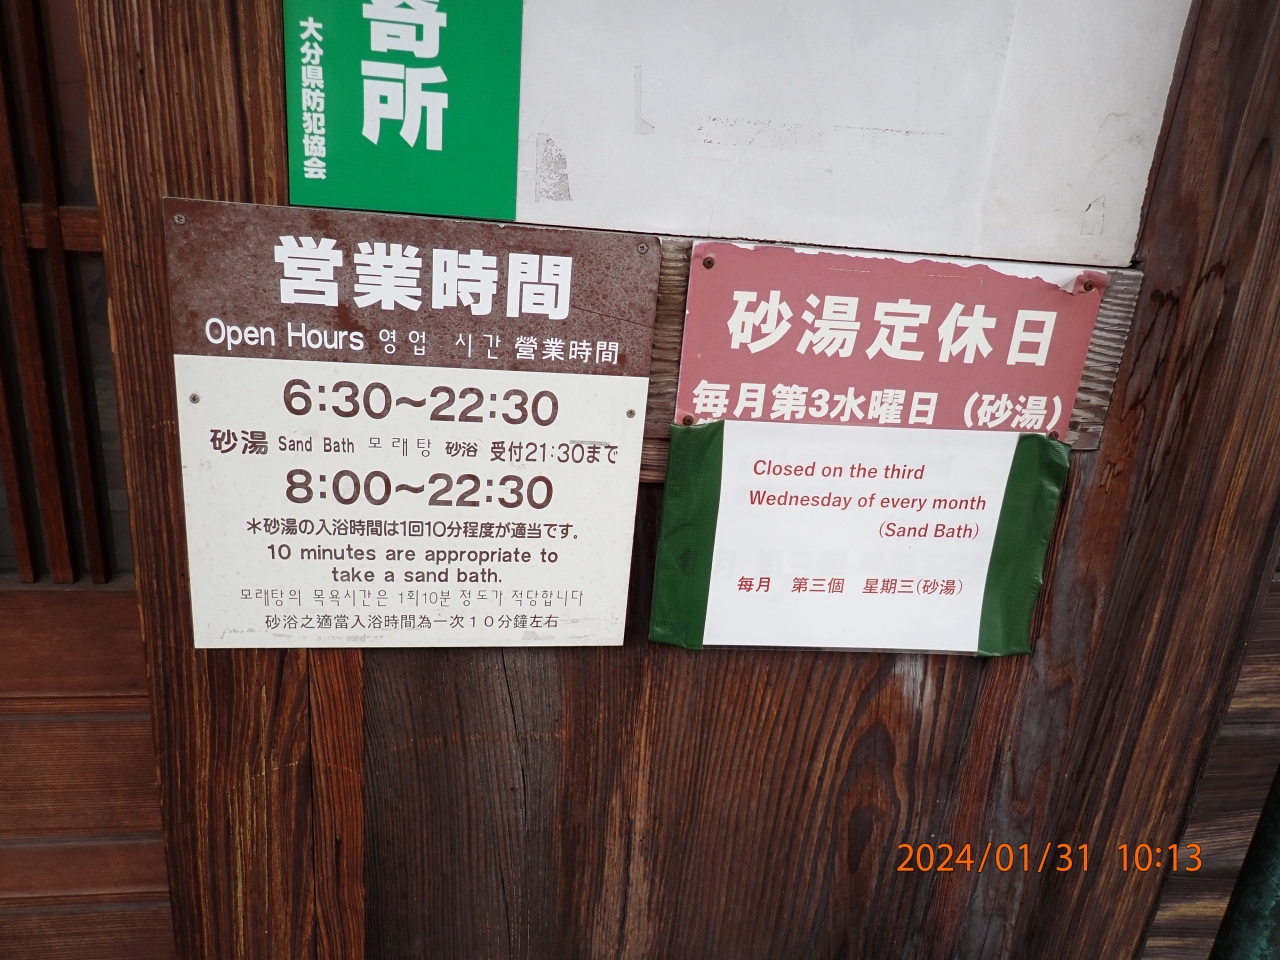 寄所
大分県防犯協会
営業時間
Open Hours 영업 시간 營業時間
6:30～22:30
砂湯 Sand Bath 모래탕 砂浴 受付21:30まで
8:00～22:30
＊砂湯の入浴時間は1回10分程度が適当です。
10 minutes are appropriate to
take a sand bath.
모래탕의 목욕시간은 1회10분 정도가 적당합니다
砂浴之適當入浴時間為一次１０分鐘左右
砂湯定休日
毎月第3水曜日（砂湯）
Closed on the third
Wednesday of every month
(Sand Bath)
毎月 第三個 星期三(砂湯)
2024/01/31 10:13